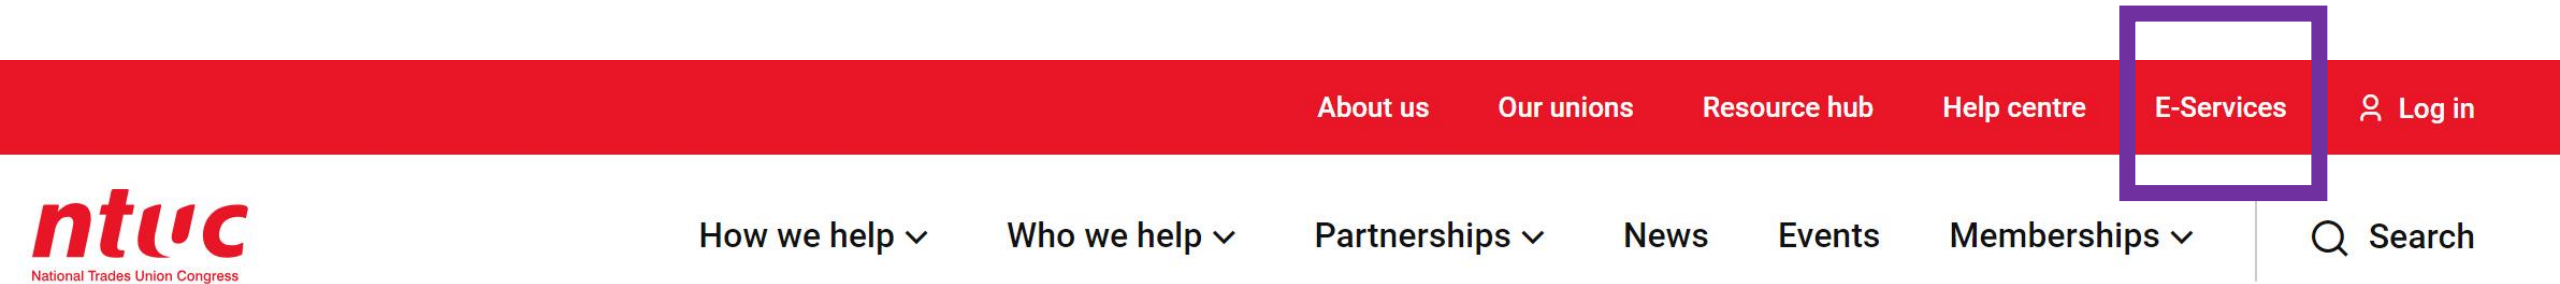 About us Our unions Resource hub Help centre E-Services Log in
ntuc
National Trades Union Congress
How we help Who we help Partnerships News Events Memberships Search